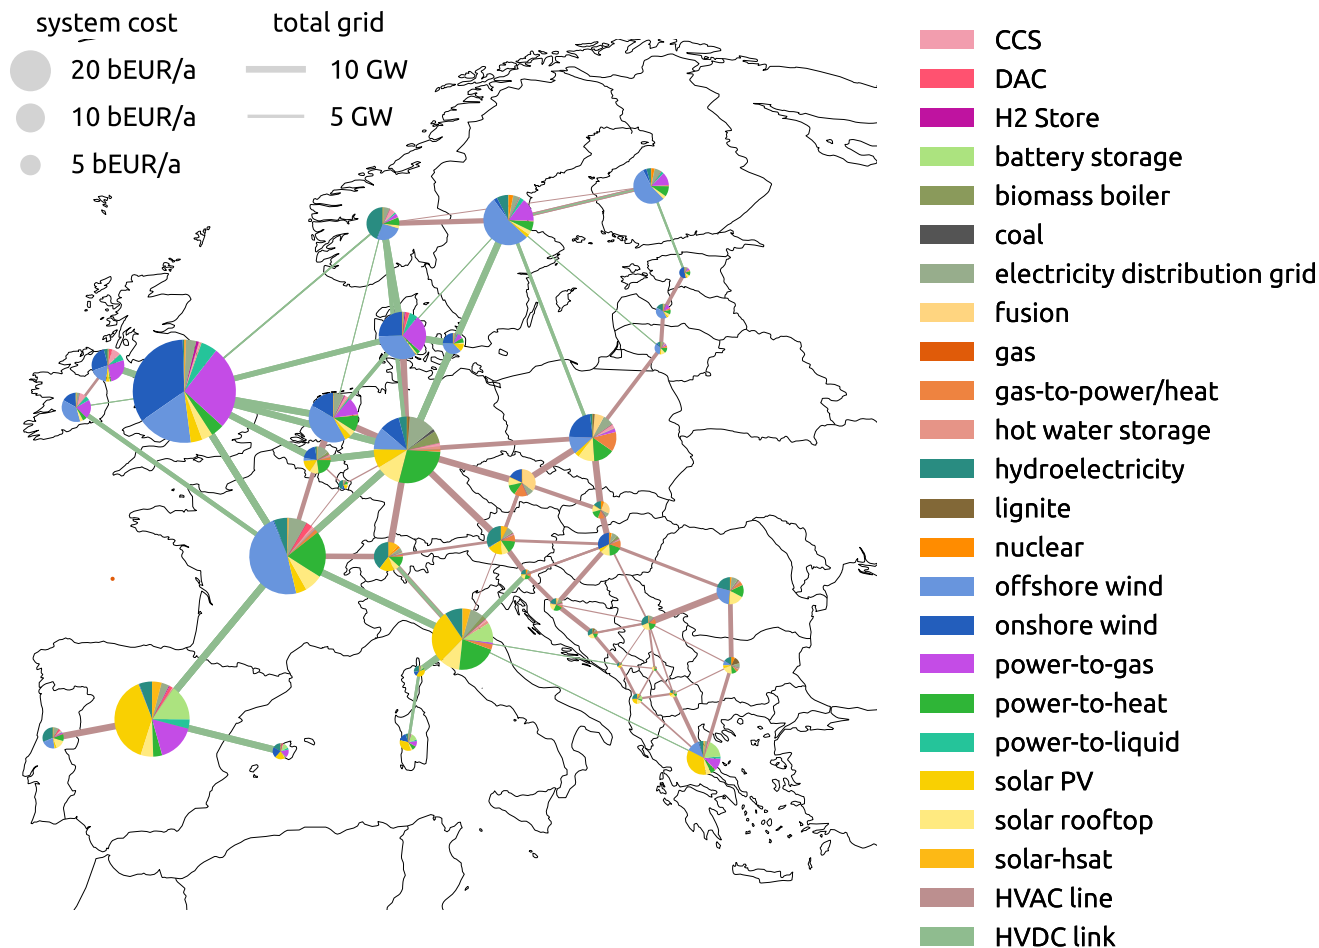 system cost
20 bEUR/a
10 bEUR/a
5 bEUR/a
total grid
10 GW
5 GW
CCS
DAC
H2 Store
battery storage
biomass boiler
coal
electricity distribution grid
fusion
gas
gas-to-power/heat
hot water storage
hydroelectricity
lignite
nuclear
offshore wind
onshore wind
power-to-gas
power-to-heat
power-to-liquid
solar PV
solar rooftop
solar-hsat
HVAC line
HVDC link